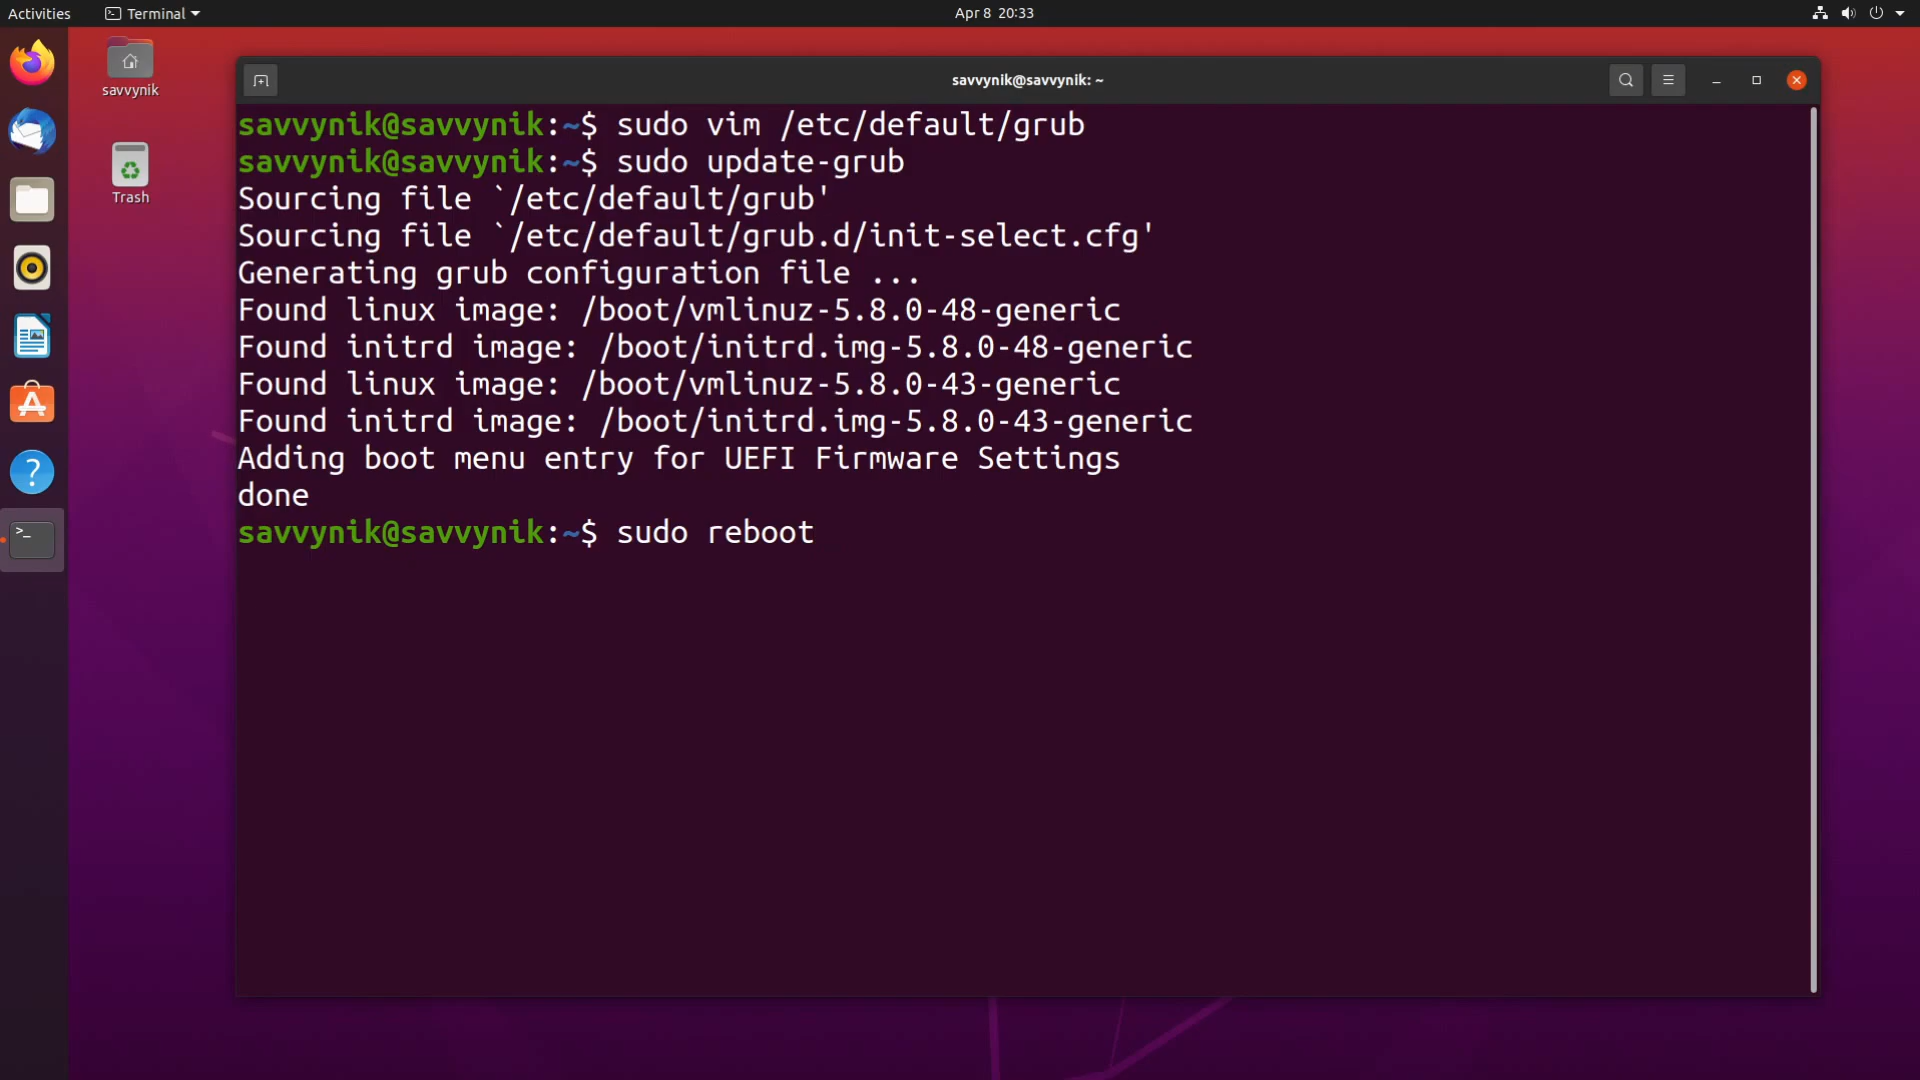 Activities
Terminal
Apr 8 20:33
savvynik
Trash
savvynik@savvynik: ~
savvynik@savvynik:~$ sudo vim /etc/default/grub
savvynik@savvynik:~$ sudo update-grub
Sourcing file `/etc/default/grub'
Sourcing file `/etc/default/grub.d/init-select.cfg'
Generating grub configuration file ...
Found linux image: /boot/vmlinuz-5.8.0-48-generic
Found initrd image: /boot/initrd.img-5.8.0-48-generic
Found linux image: /boot/vmlinuz-5.8.0-43-generic
Found initrd image: /boot/initrd.img-5.8.0-43-generic
Adding boot menu entry for UEFI Firmware Settings
done
savvynik@savvynik:~$ sudo reboot